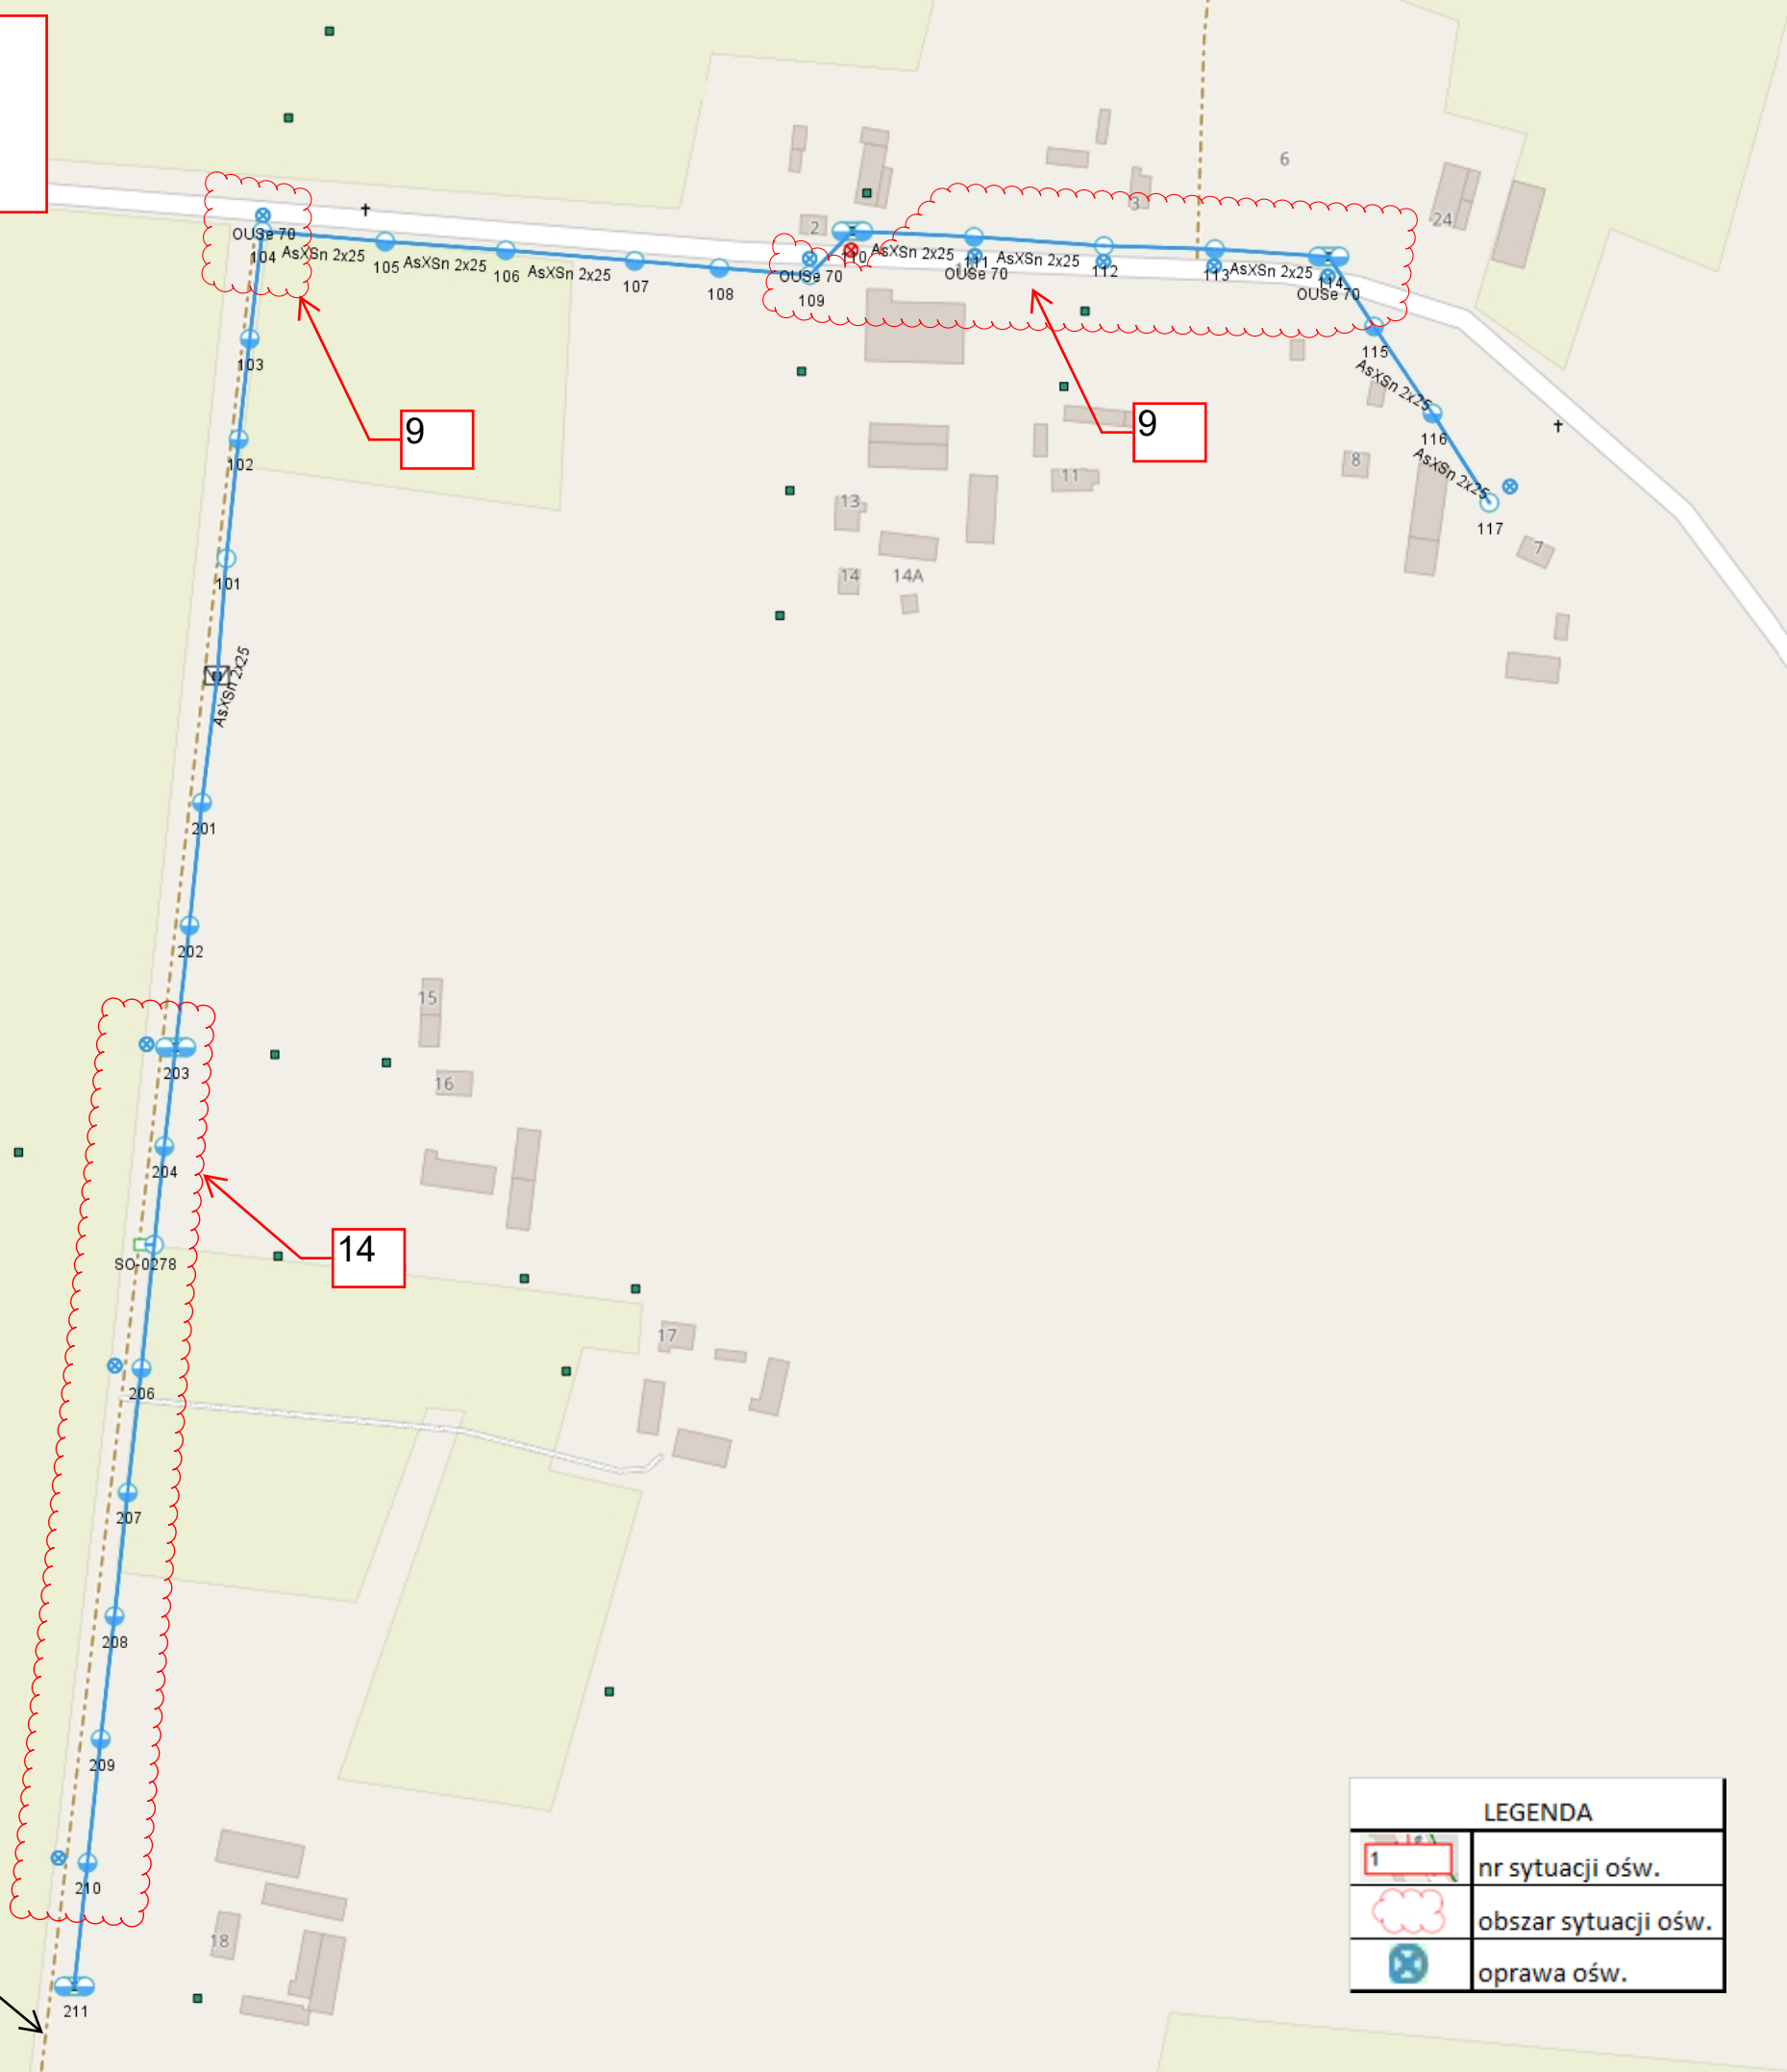 6
3
24
2
OUSe 70
104
AsXSn 2x25
105
AsXSn 2x25
106
AsXSn 2x25
107
108
OUSe 70
109
AsXSn 2x25
111
OUSe 70
AsXSn 2x25
112
113
AsXSn 2x25
114
OUSe 70
103
115
AsXSn 2x25
9
9
116
102
8
AsXSn 2x25
11
13
117
7
101
14
14A
AsXSn 2x25
201
202
15
203
16
204
14
SO-0278
17
206
207
208
209
210
18
211
LEGENDA
1
nr sytuacji ośw.
obszar sytuacji ośw.
oprawa ośw.